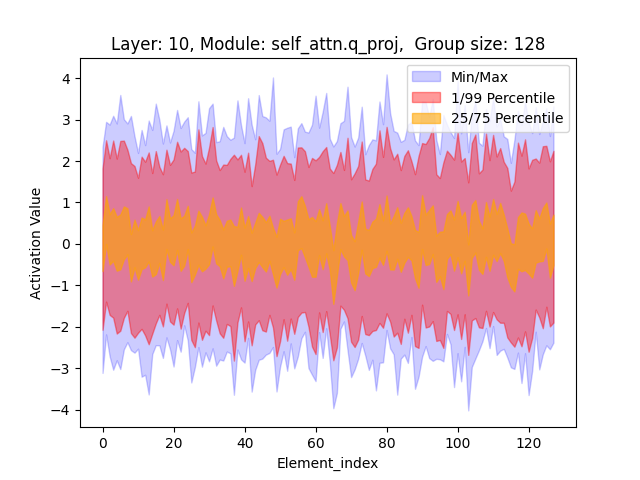 Layer: 10, Module: self_attn.q_proj,  Group size: 128
Min/Max
1/99 Percentile
25/75 Percentile
Activation Value
4
3
2
1
0
−1
−2
−3
−4
0 20 40 60 80 100 120
Element_index